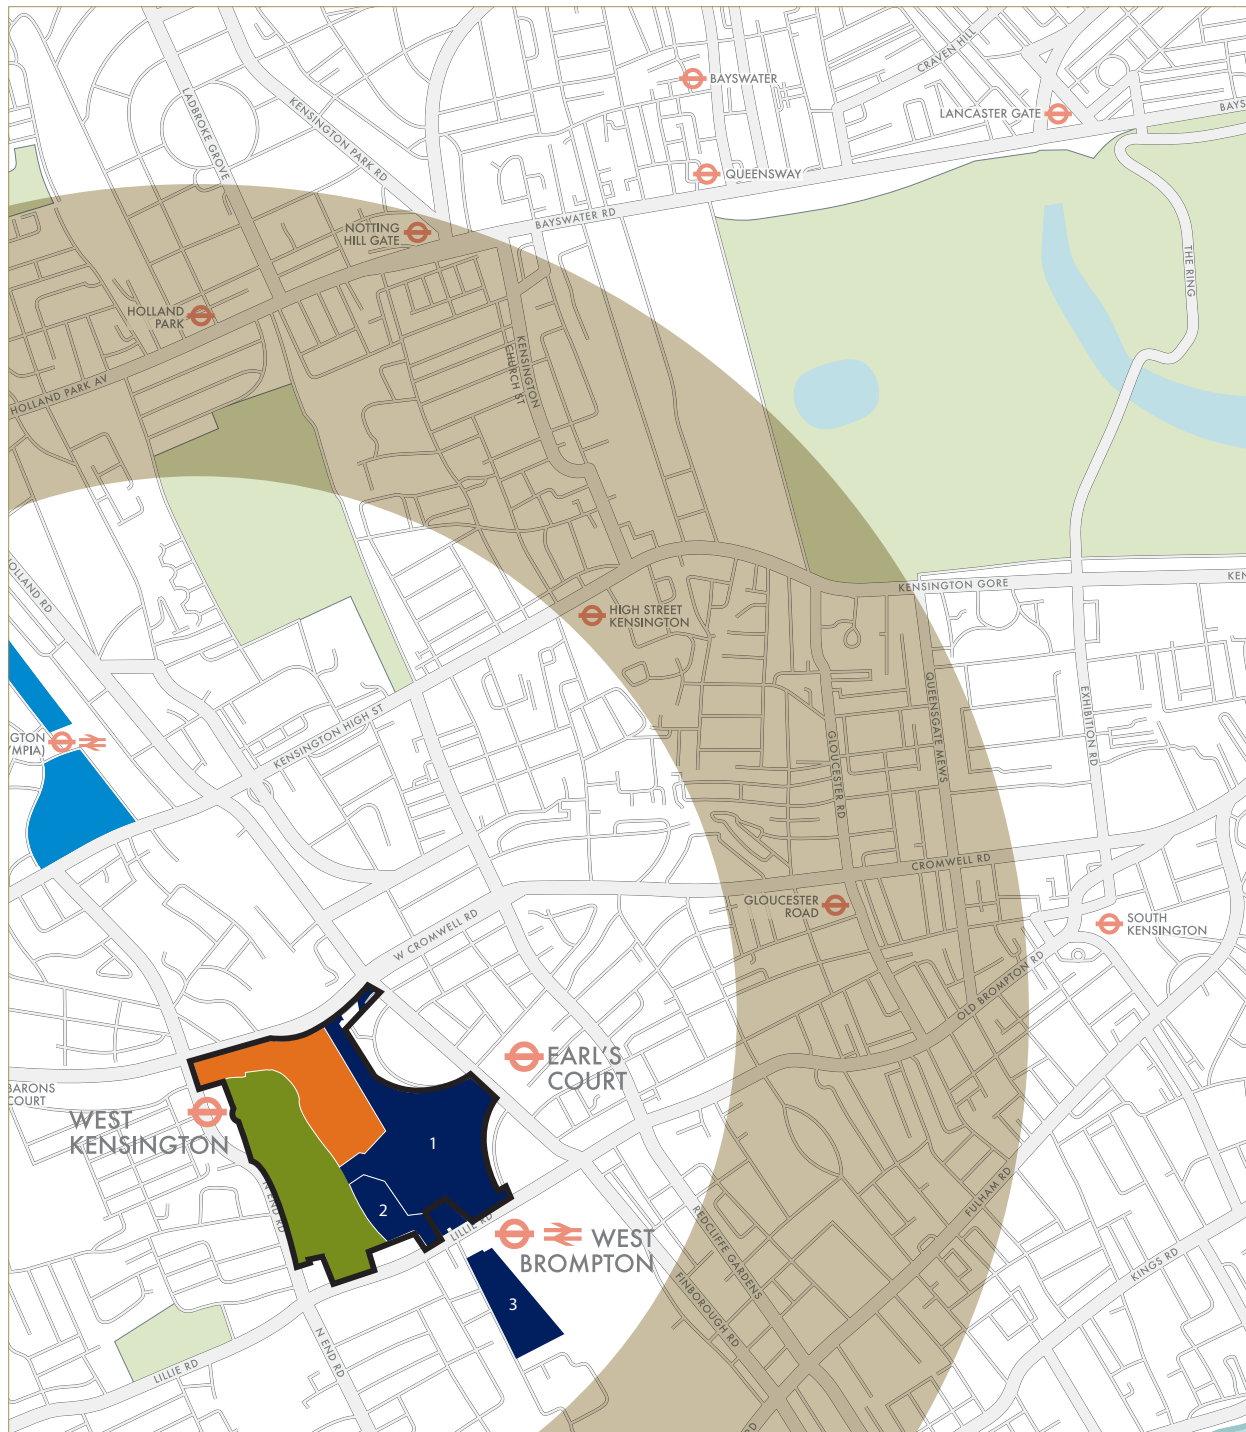 CRAVEN HILL
BAYSWATER
LADBROKE GROVE
KENSINGTON PARK RD
LANCASTER GATE
BAYS
QUEENSWAY
BAYSWATER RD
NOTTING
HILL GATE
THE RING
HOLLAND
PARK
KENSINGTON
CHURCH ST
HOLLAND PARK AV
HOLLAND RD
KENSINGTON GORE
KEN
HIGH STREET
KENSINGTON
QUEENSGATE MEWS
EXHIBITION RD
KENSINGTON HIGH ST
GLOUCESTER RD
GTON
MPIA)
CROMWELL RD
GLOUCESTER
ROAD
W CROMWELL RD
SOUTH
KENSINGTON
OLD BROMPTON RD
EARL'S
COURT
BARONS
COURT
WEST
KENSINGTON
1
N END RD
2
LILLIE RD
FULHAM RD
REDCLIFFE GARDENS
WEST
BROMPTON
KINGS RD
3
FINBOROUGH RD
N END RD
LILLIE RD
RD